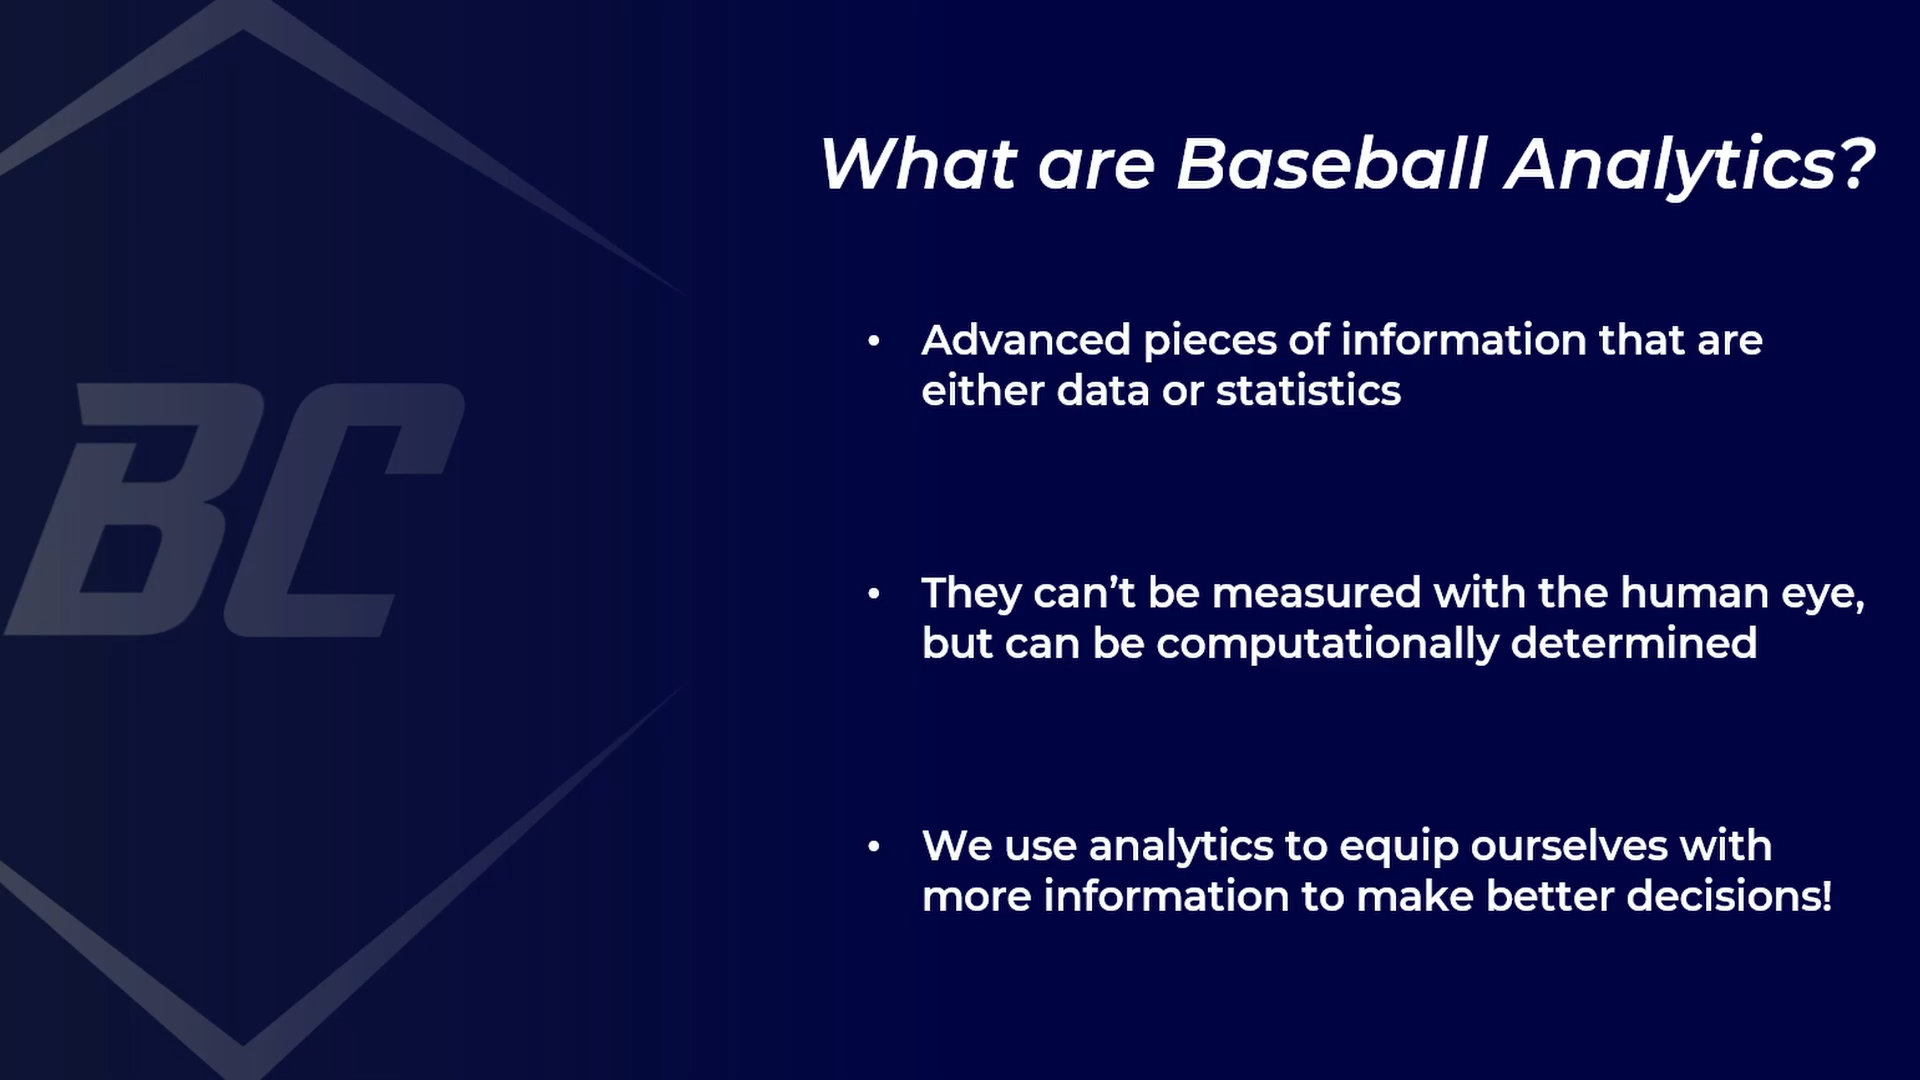 What are Baseball Analytics?
• Advanced pieces of information that are
either data or statistics
• They can’t be measured with the human eye,
but can be computationally determined
• We use analytics to equip ourselves with
more information to make better decisions!
BC